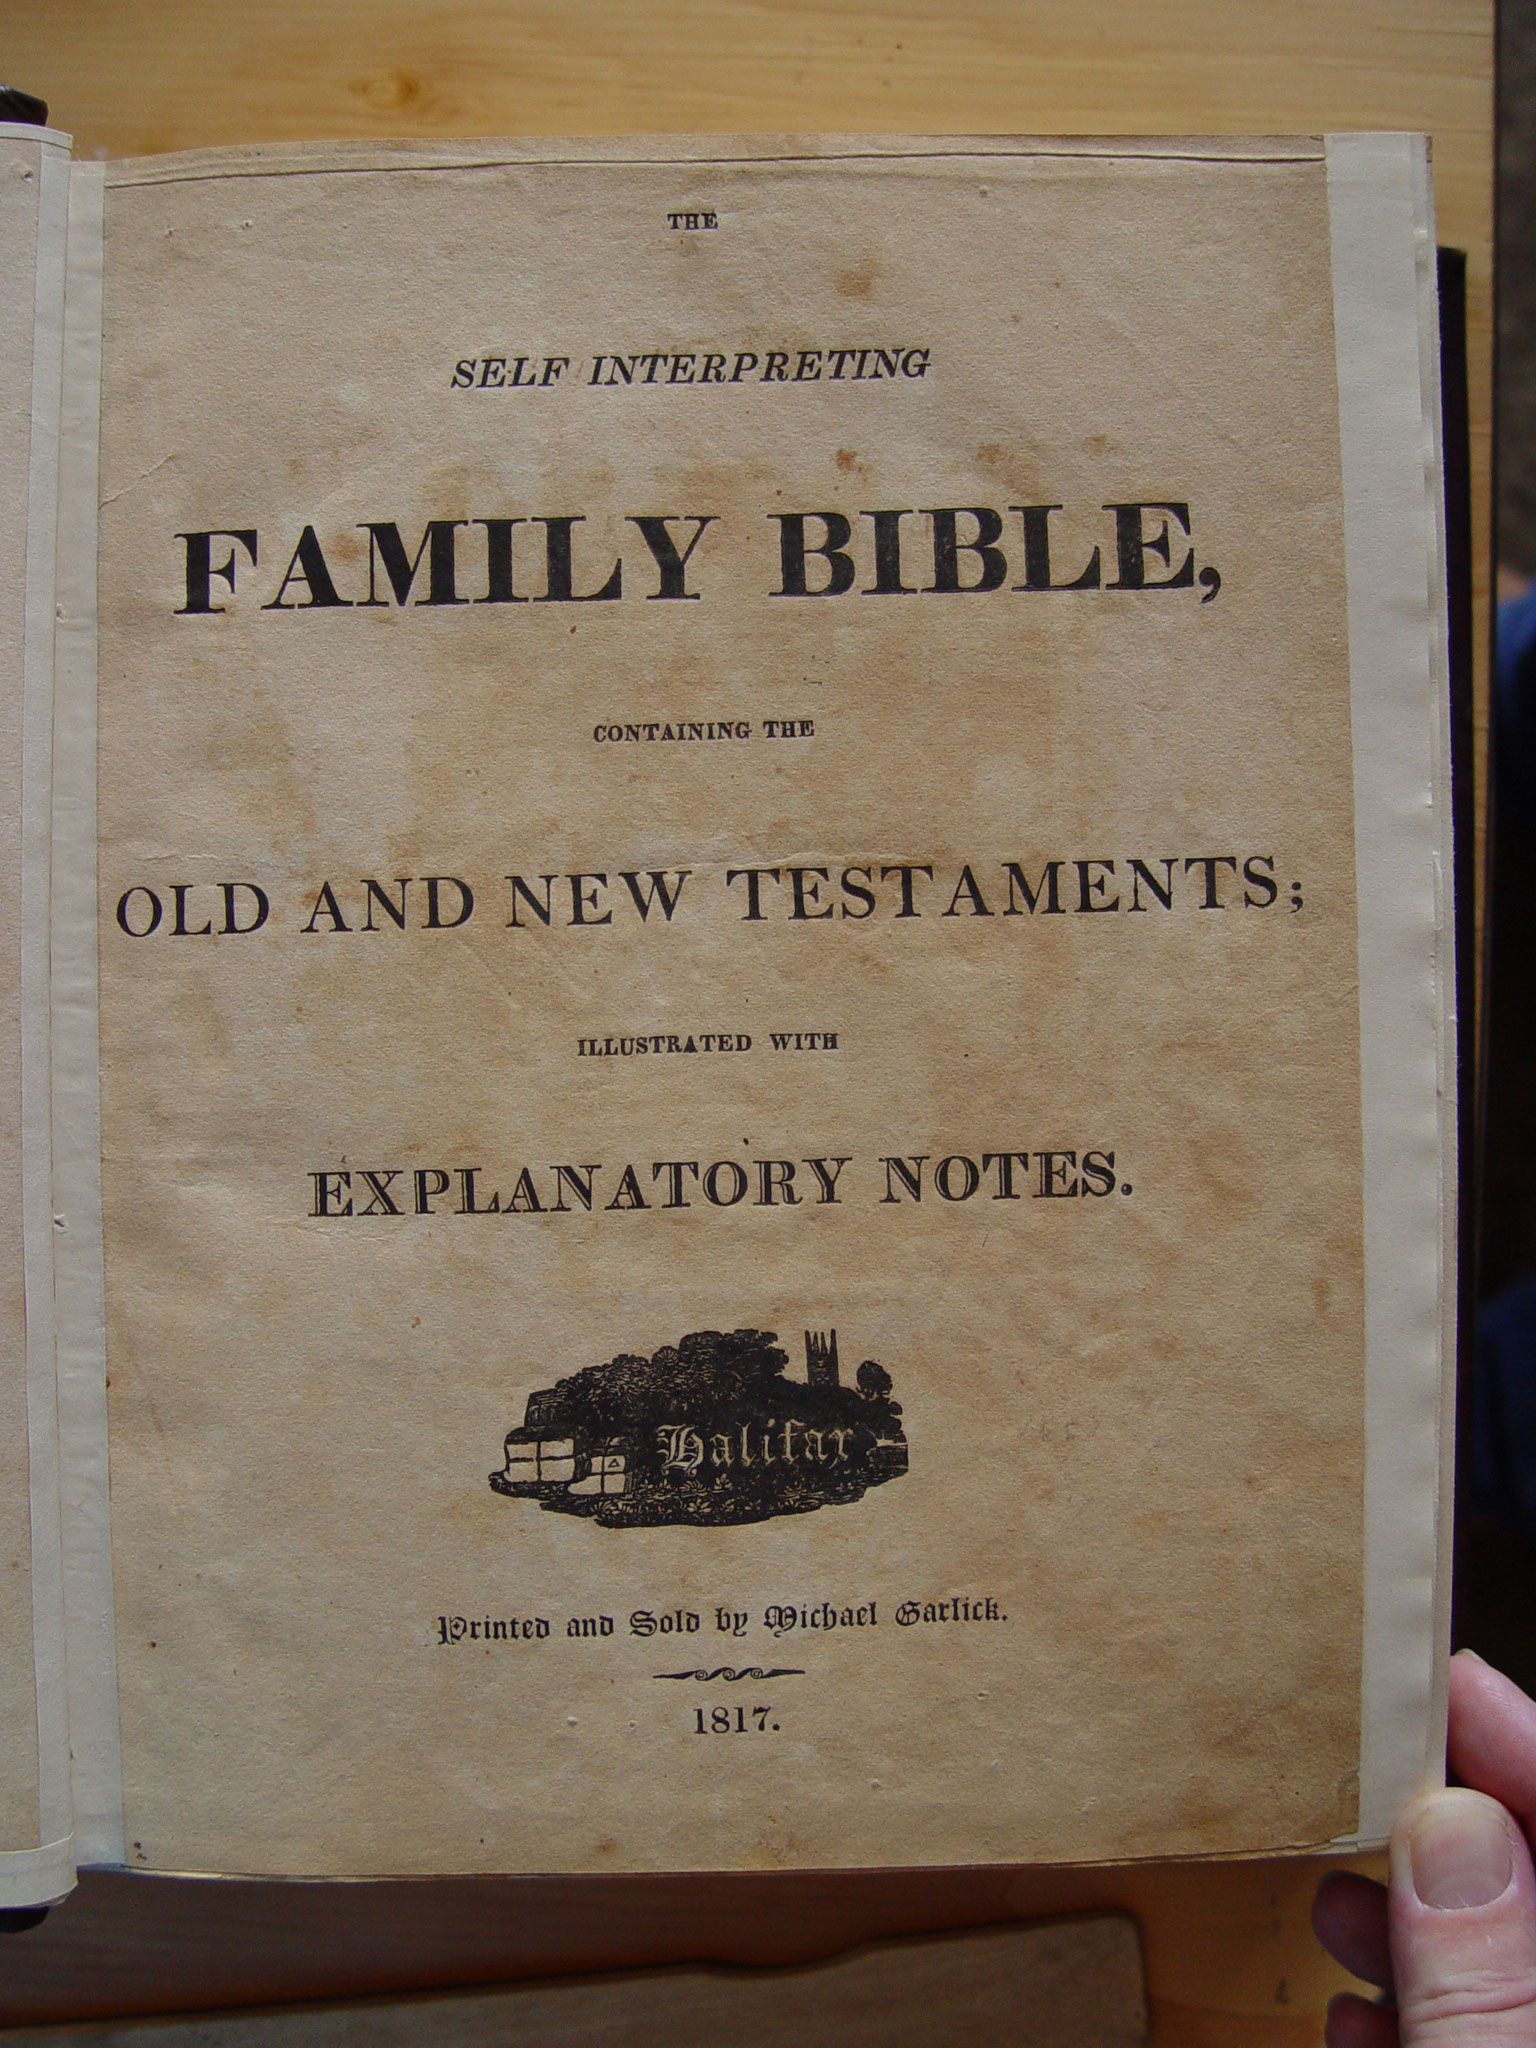 THE
SELF INTERPRETING
FAMILY BIBLE,
CONTAINING THE
OLD AND NEW TESTAMENTS;
ILLUSTRATED WITH
EXPLANATORY NOTES.
Halifax
Printed and Sold by Michael Garlick.
1817.